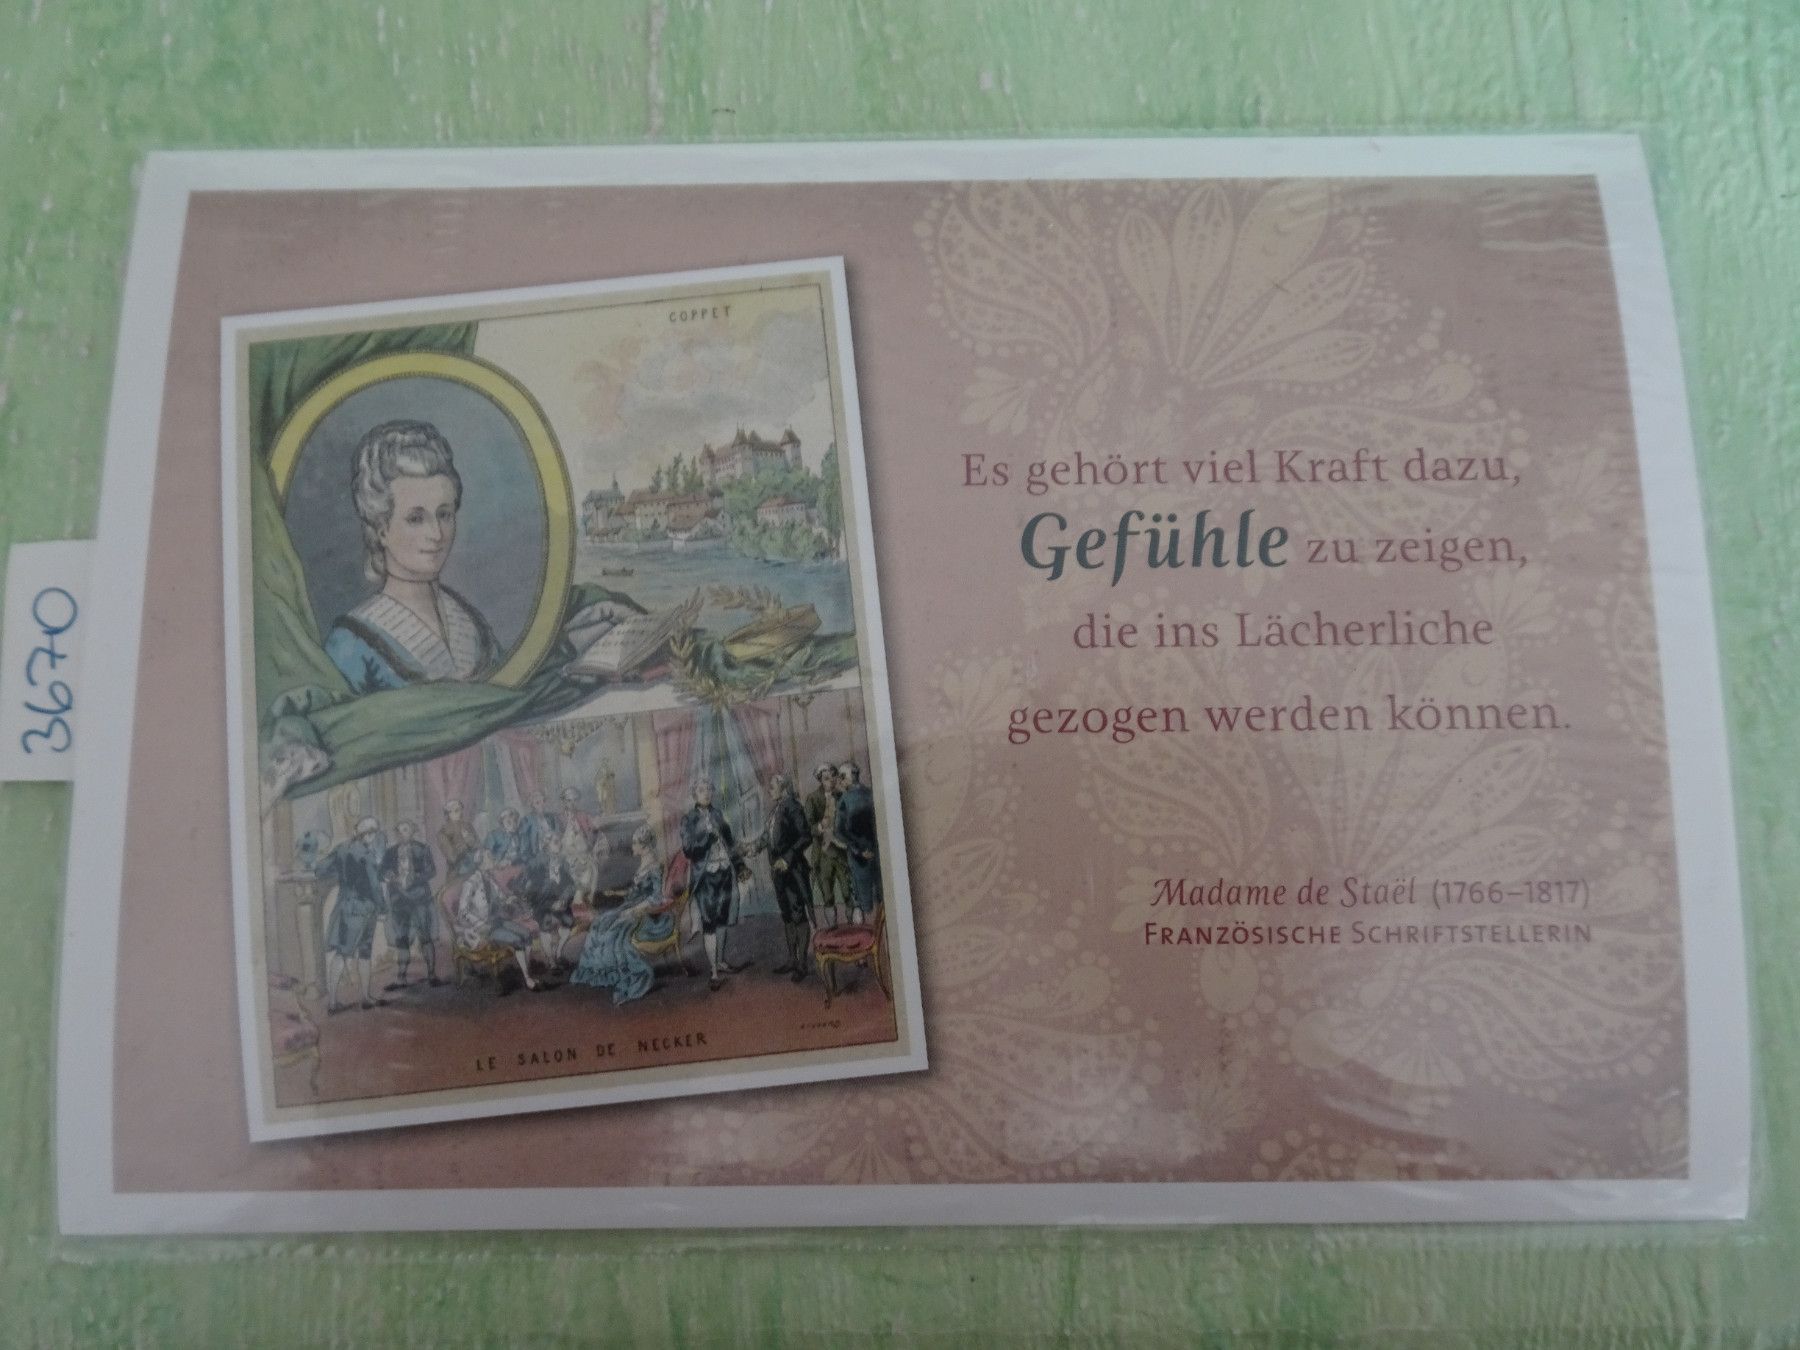 3670
COPPET
LE SALON DE NECKER
Es gehört viel Kraft dazu,
Gefühle zu zeigen,
die ins Lächerliche
gezogen werden können.
Madame de Staël (1766–1817)
FRANZÖSISCHE SCHRIFTSTELLERIN